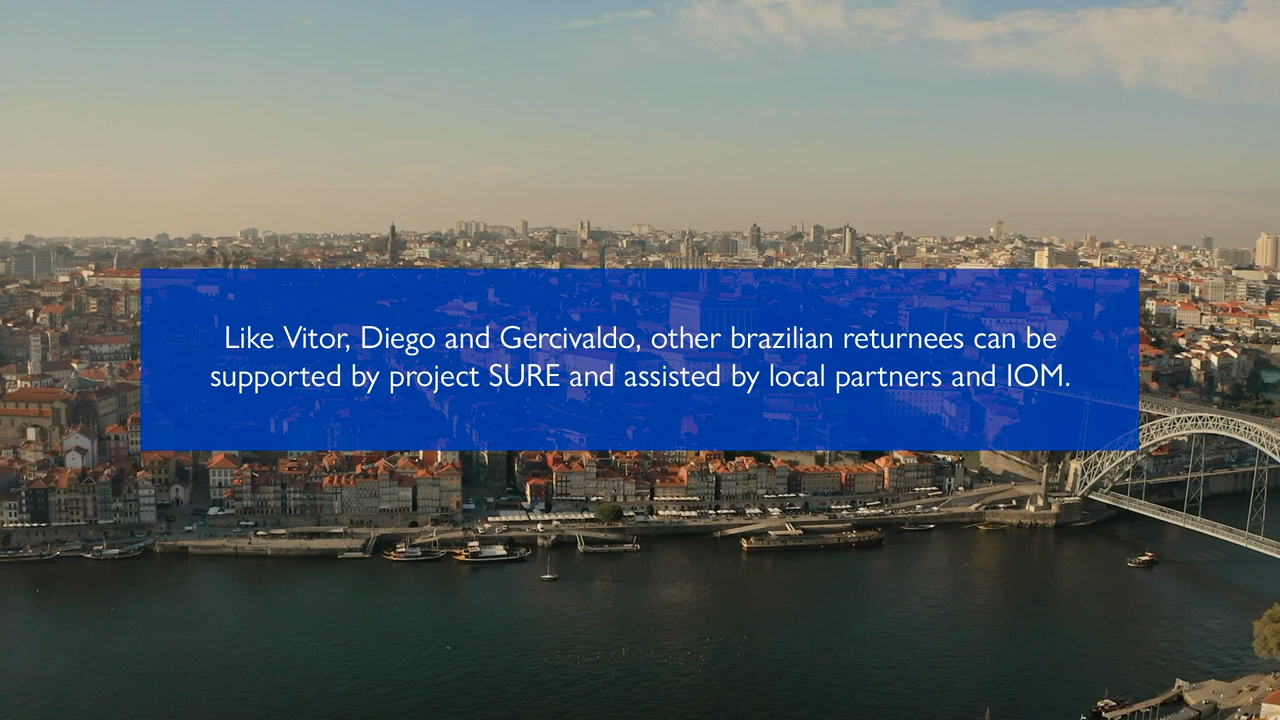 Like Vitor, Diego and Gercivaldo, other brazilian returnees can be
supported by project SURE and assisted by local partners and IOM.